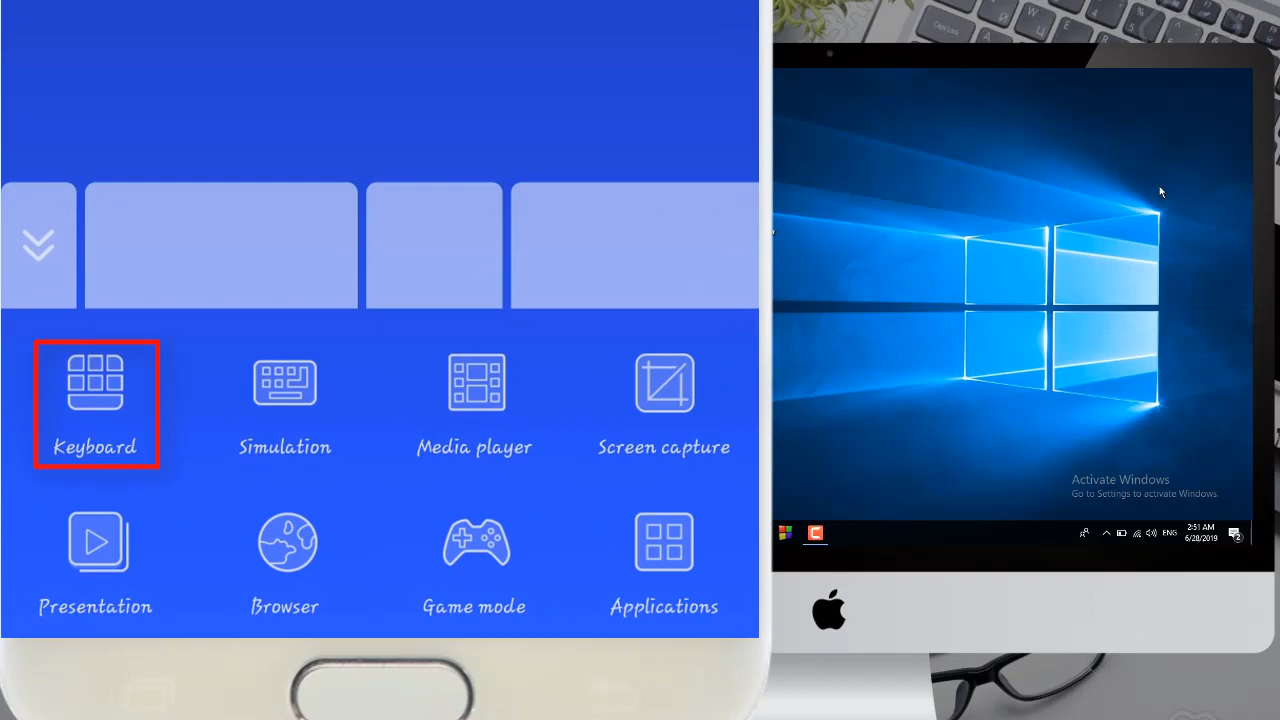 Keyboard
Simulation
Media player
Screen capture
Presentation
Browser
Game mode
Applications
Activate Windows
Go to Settings to activate Windows.
ENG
2:51 AM
6/28/2019
2